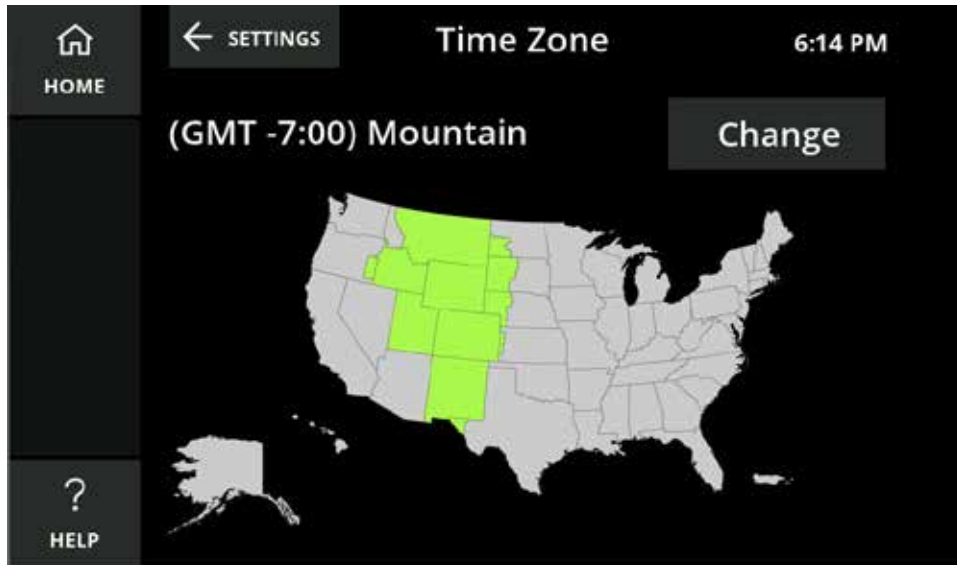 HOME
SETTINGS
Time Zone
6:14 PM
(GMT -7:00) Mountain
Change
?
HELP